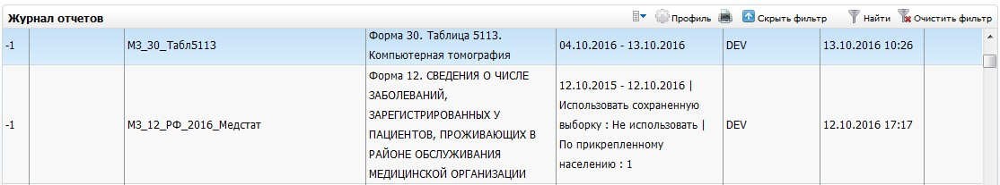 Журнал отчетов
Профиль
Скрыть фильтр
Найти
Очистить фильтр
-1
МЗ_30_Табл5113
Форма 30. Таблица 5113.
Компьютерная томография
04.10.2016 - 13.10.2016
DEV
13.10.2016 10:26
-1
МЗ_12_РФ_2016_Медстат
Форма 12. СВЕДЕНИЯ О ЧИСЛЕ
ЗАБОЛЕВАНИЙ,
ЗАРЕГИСТРИРОВАННЫХ У
ПАЦИЕНТОВ, ПРОЖИВАЮЩИХ В
РАЙОНЕ ОБСЛУЖИВАНИЯ
МЕДИЦИНСКОЙ ОРГАНИЗАЦИИ
12.10.2015 - 12.10.2016 |
Использовать сохраненную
выборку : Не использовать |
По прикрепленному
населению : 1
DEV
12.10.2016 17:17